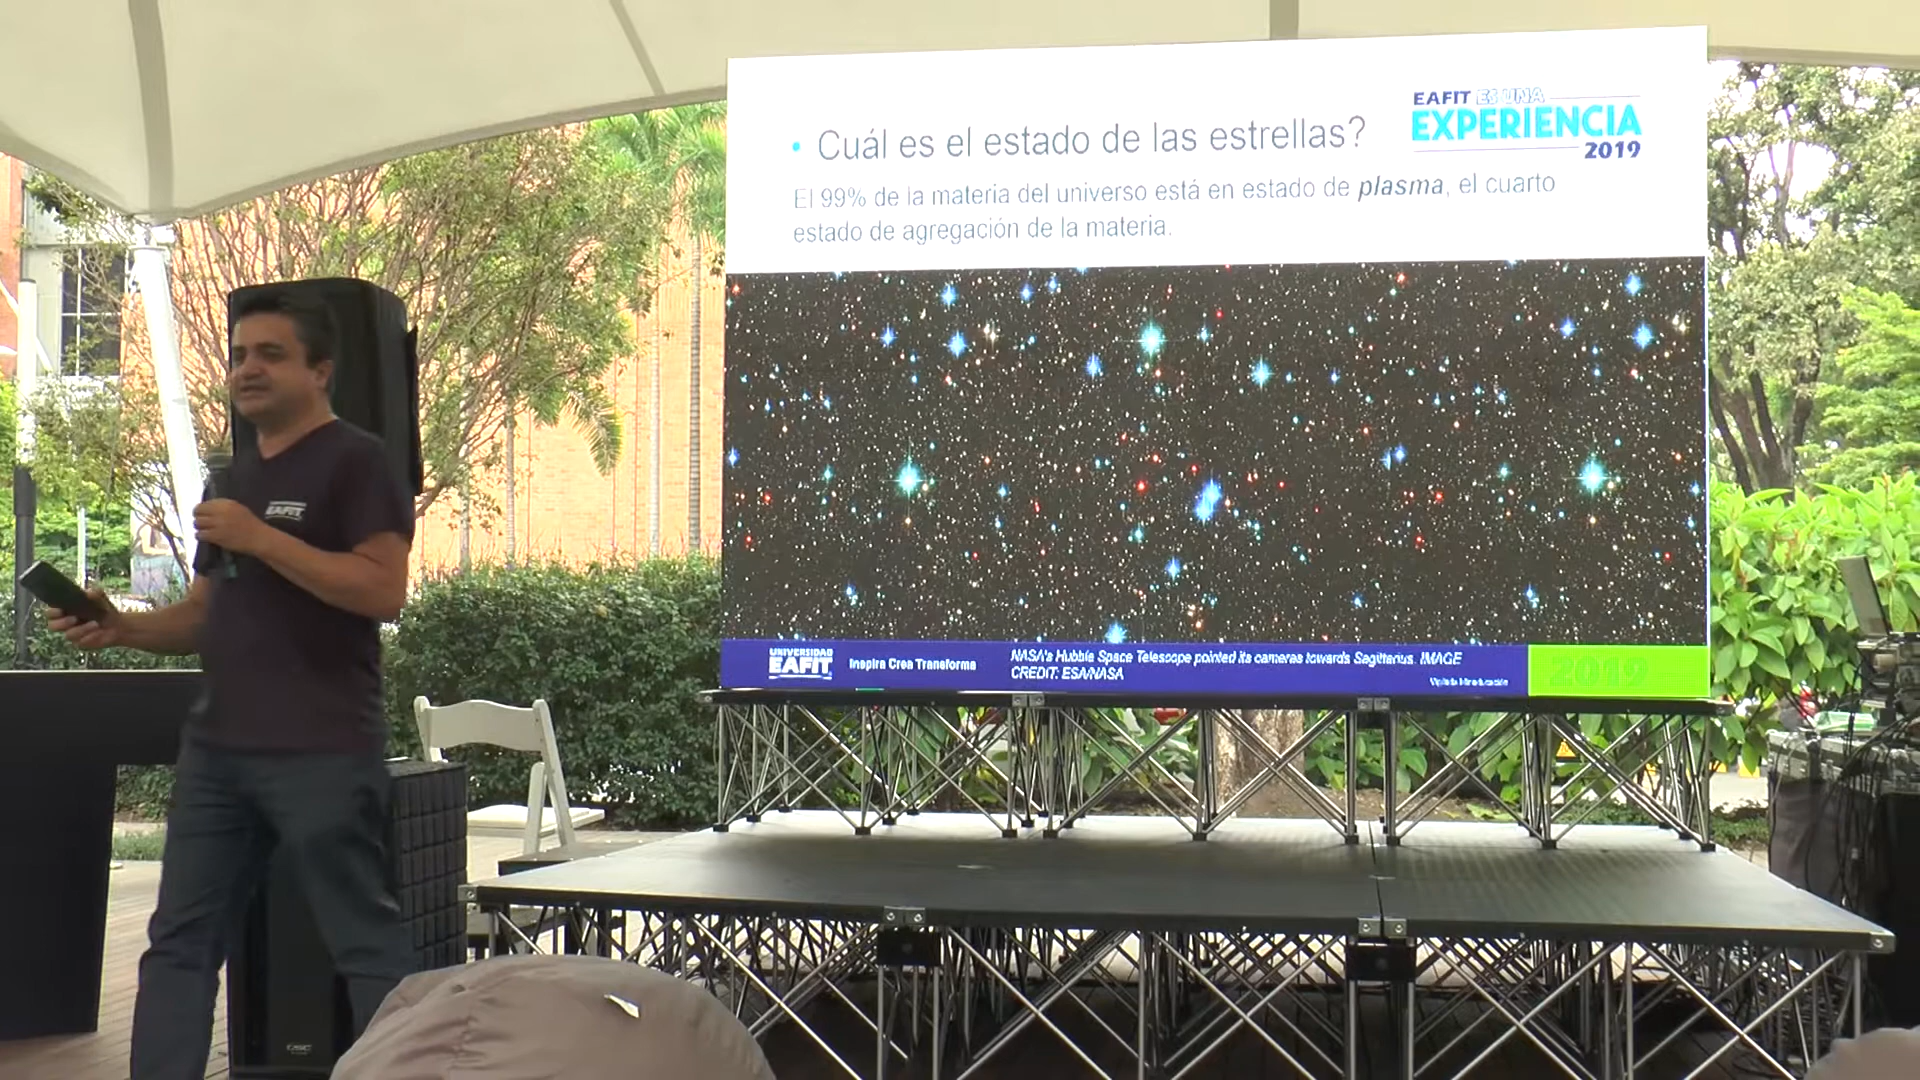 EAFIT ES UNA
EXPERIENCIA
2019
• Cuál es el estado de las estrellas?
El 99% de la materia del universo está en estado de plasma, el cuarto
estado de agregación de la materia.
UNIVERSIDAD
EAFIT
Inspira Crea Transforma
NASA's Hubble Space Telescope pointed its cameras towards Sagittarius. IMAGE
CREDIT: ESA/NASA
2019
EAFIT
QSC